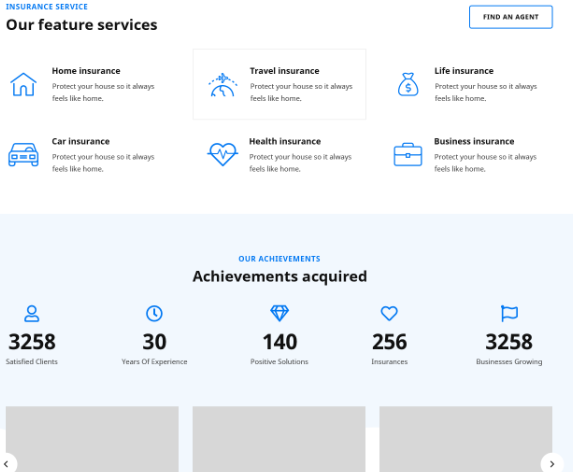 INSURANCE SERVICE
Our feature services
FIND AN AGENT
Home insurance
Protect your house so it always
feels like home.
Travel insurance
Protect your house so it always
feels like home.
Life insurance
Protect your house so it always
feels like home.
Car insurance
Protect your house so it always
feels like home.
Health insurance
Protect your house so it always
feels like home.
Business insurance
Protect your house so it always
feels like home.
OUR ACHIEVEMENTS
Achievements acquired
3258
Satisfied Clients
30
Years Of Experience
140
Positive Solutions
256
Insurances
3258
Businesses Growing